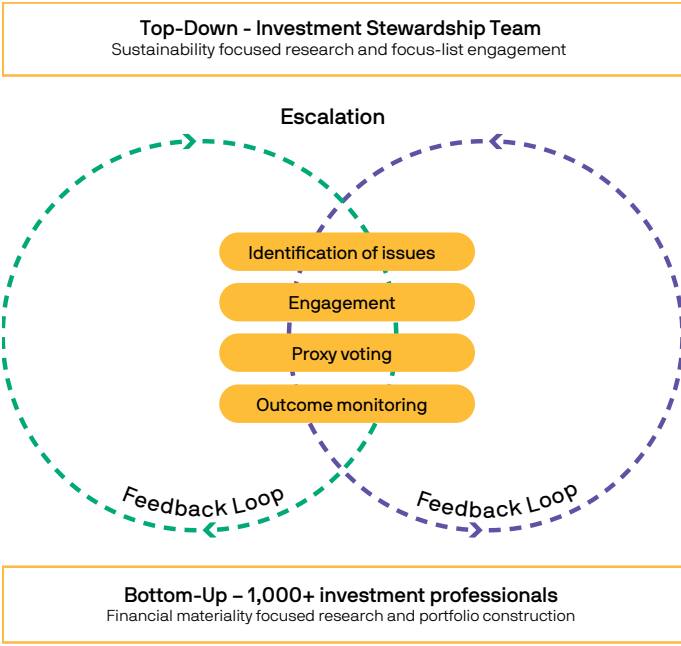 Top-Down - Investment Stewardship Team
Sustainability focused research and focus-list engagement
Escalation
Identification of issues
Engagement
Proxy voting
Outcome monitoring
Feedback Loop
Feedback Loop
Bottom-Up – 1,000+ investment professionals
Financial materiality focused research and portfolio construction